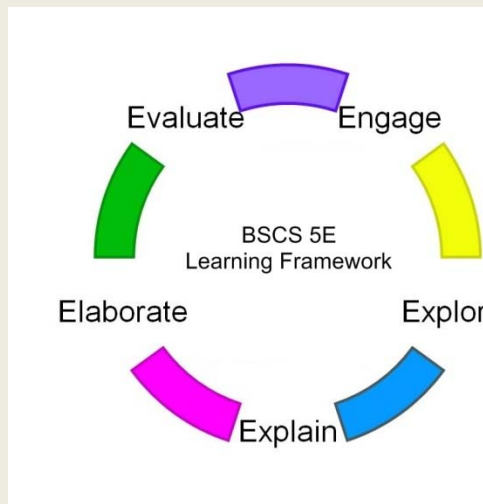 Evaluate
Engage
BSCS 5E
Learning Framework
Elaborate
Explor
Explain